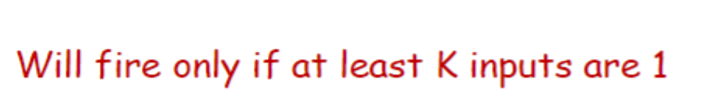 Will fire only if at least K inputs are 1